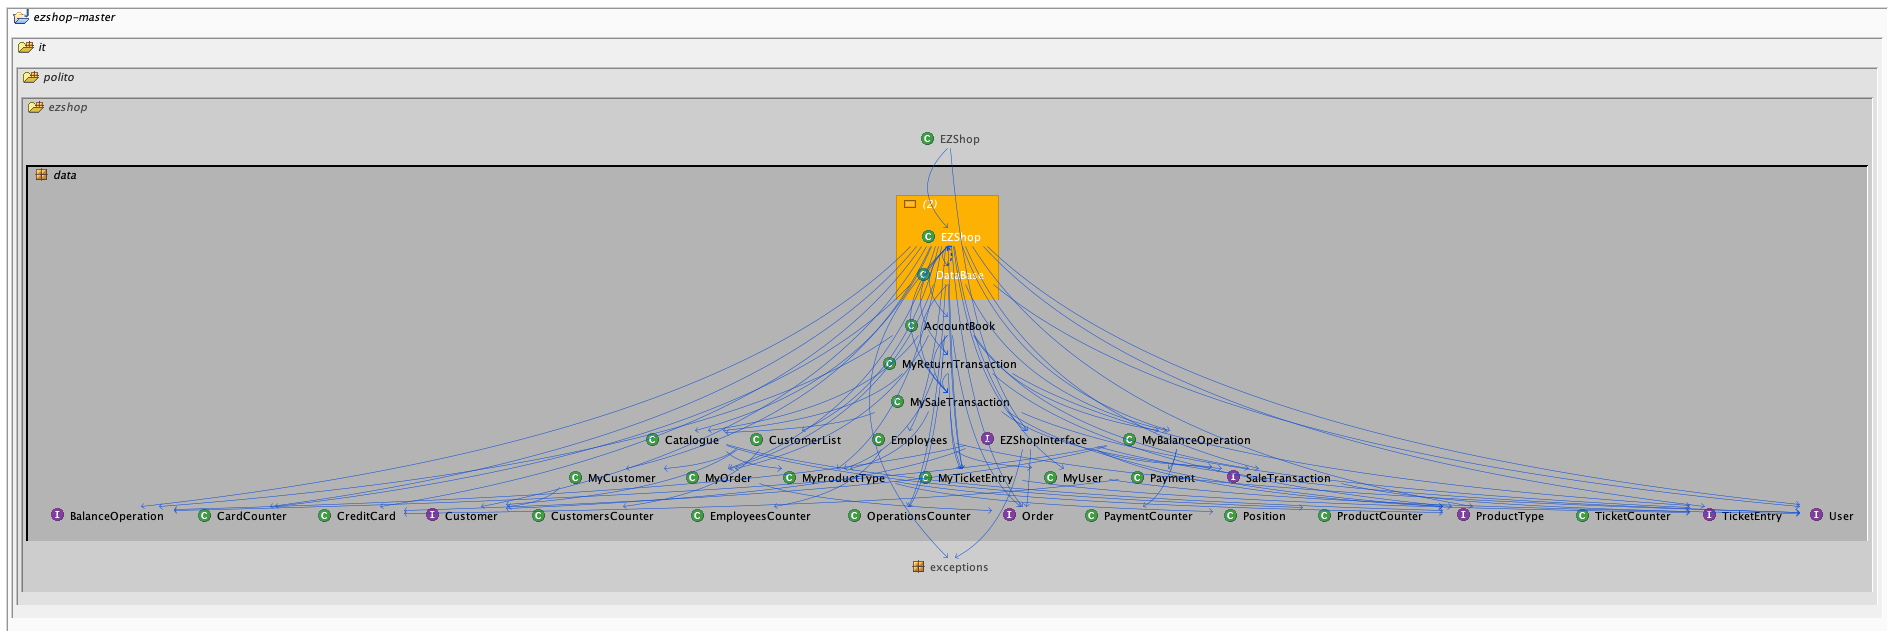 ezshop-master
it
polito
ezshop
C EZShop
data
(2)
C EZShop
C DataBase
C AccountBook
C MyReturnTransaction
C MySaleTransaction
C Catalogue C CustomerList C Employees I EZShopInterface C MyBalanceOperation
C MyCustomer C MyOrder C MyProductType C MyTicketEntry C MyUser C Payment I SaleTransaction
I BalanceOperation C CardCounter C CreditCard I Customer C CustomersCounter C EmployeesCounter C OperationsCounter I Order C PaymentCounter C Position C ProductCounter I ProductType C TicketCounter I TicketEntry I User
exceptions